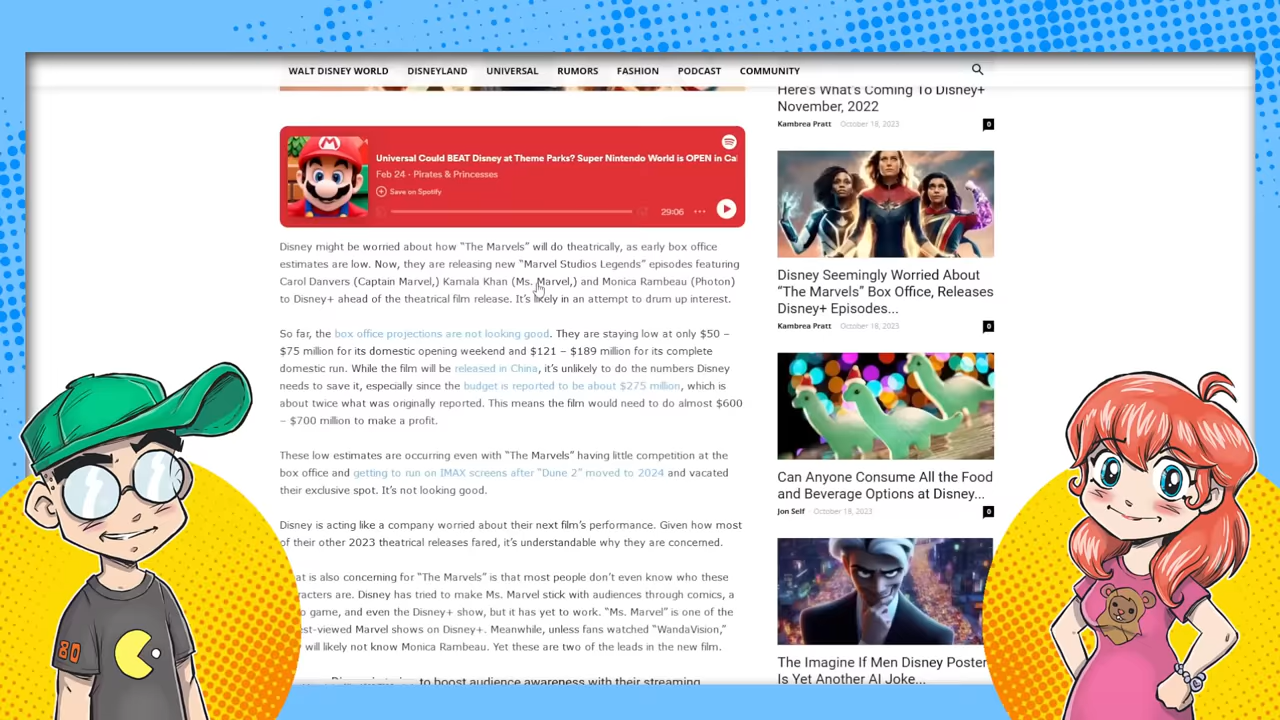 WALT DISNEY WORLD DISNEYLAND UNIVERSAL RUMORS FASHION PODCAST COMMUNITY
Universal Could BEAT Disney at Theme Parks? Super Nintendo World is OPEN in Ca
Feb 24 · Pirates & Princesses
Save on Spotify
29:06
Disney might be worried about how “The Marvels” will do theatrically, as early box office
estimates are low. Now, they are releasing new “Marvel Studios Legends” episodes featuring
Carol Danvers (Captain Marvel,) Kamala Khan (Ms. Marvel,) and Monica Rambeau (Photon)
to Disney+ ahead of the theatrical film release. It’s likely in an attempt to drum up interest.
So far, the box office projections are not looking good. They are staying low at only $50 –
$75 million for its domestic opening weekend and $121 – $189 million for its complete
domestic run. While the film will be released in China, it’s unlikely to do the numbers Disney
needs to save it, especially since the budget is reported to be about $275 million, which is
about twice what was originally reported. This means the film would need to do almost $600
– $700 million to make a profit.
These low estimates are occurring even with “The Marvels” having little competition at the
box office and getting to run on IMAX screens after “Dune 2” moved to 2024 and vacated
their exclusive spot. It’s not looking good.
Disney is acting like a company worried about their next film’s performance. Given how most
of their other 2023 theatrical releases fared, it’s understandable why they are concerned.
at is also concerning for “The Marvels” is that most people don’t even know who these
racters are. Disney has tried to make Ms. Marvel stick with audiences through comics, a
o game, and even the Disney+ show, but it has yet to work. “Ms. Marvel” is one of the
st-viewed Marvel shows on Disney+. Meanwhile, unless fans watched “WandaVision,”
will likely not know Monica Rambeau. Yet these are two of the leads in the new film.
to boost audience awareness with their streaming
Here’s What’s Coming To Disney+
November, 2022
Kambrea Pratt October 18, 2023 0
Disney Seemingly Worried About
“The Marvels” Box Office, Releases
Disney+ Episodes...
Kambrea Pratt October 18, 2023 0
Can Anyone Consume All the Food
and Beverage Options at Disney...
Jon Self October 18, 2023 0
The Imagine If Men Disney Poster
Is Yet Another AI Joke...
80